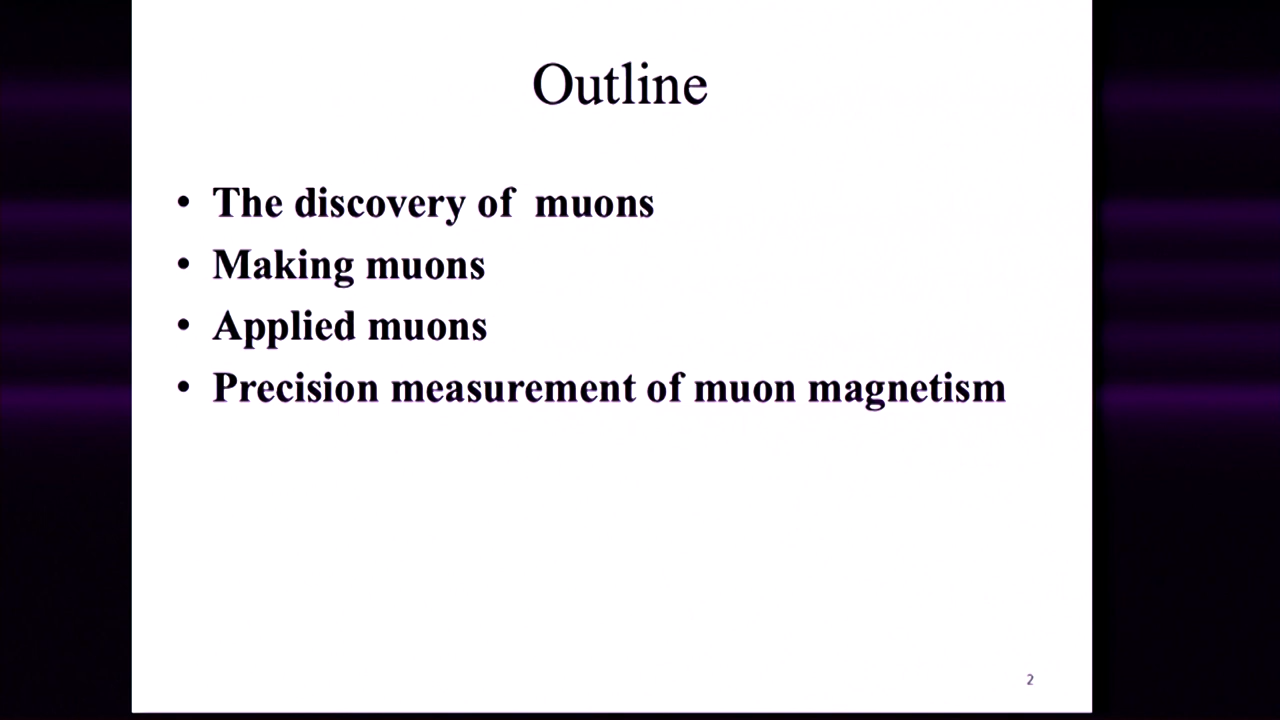 Outline
• The discovery of  muons
• Making muons
• Applied muons
• Precision measurement of muon magnetism
2